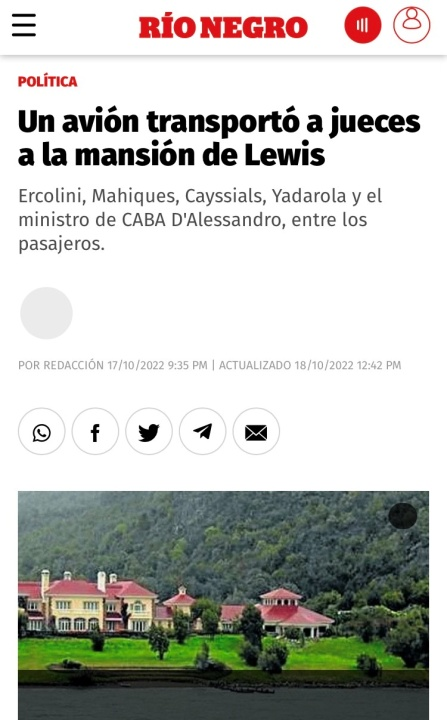 RÍO NEGRO
POLÍTICA
Un avión transportó a jueces
a la mansión de Lewis
Ercolini, Mahiques, Cayssials, Yadarola y el
ministro de CABA D'Alessandro, entre los
pasajeros.
POR REDACCIÓN 17/10/2022 9:35 PM | ACTUALIZADO 18/10/2022 12:42 PM